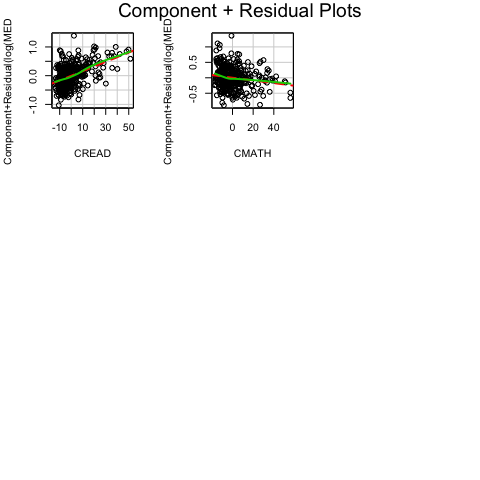 Component + Residual Plots
Component+Residual(log(MED
1.0
0.0
-1.0
-10 10 30 50
CREAD
Component+Residual(log(MED
0.5
-0.5
0 20 40
CMATH